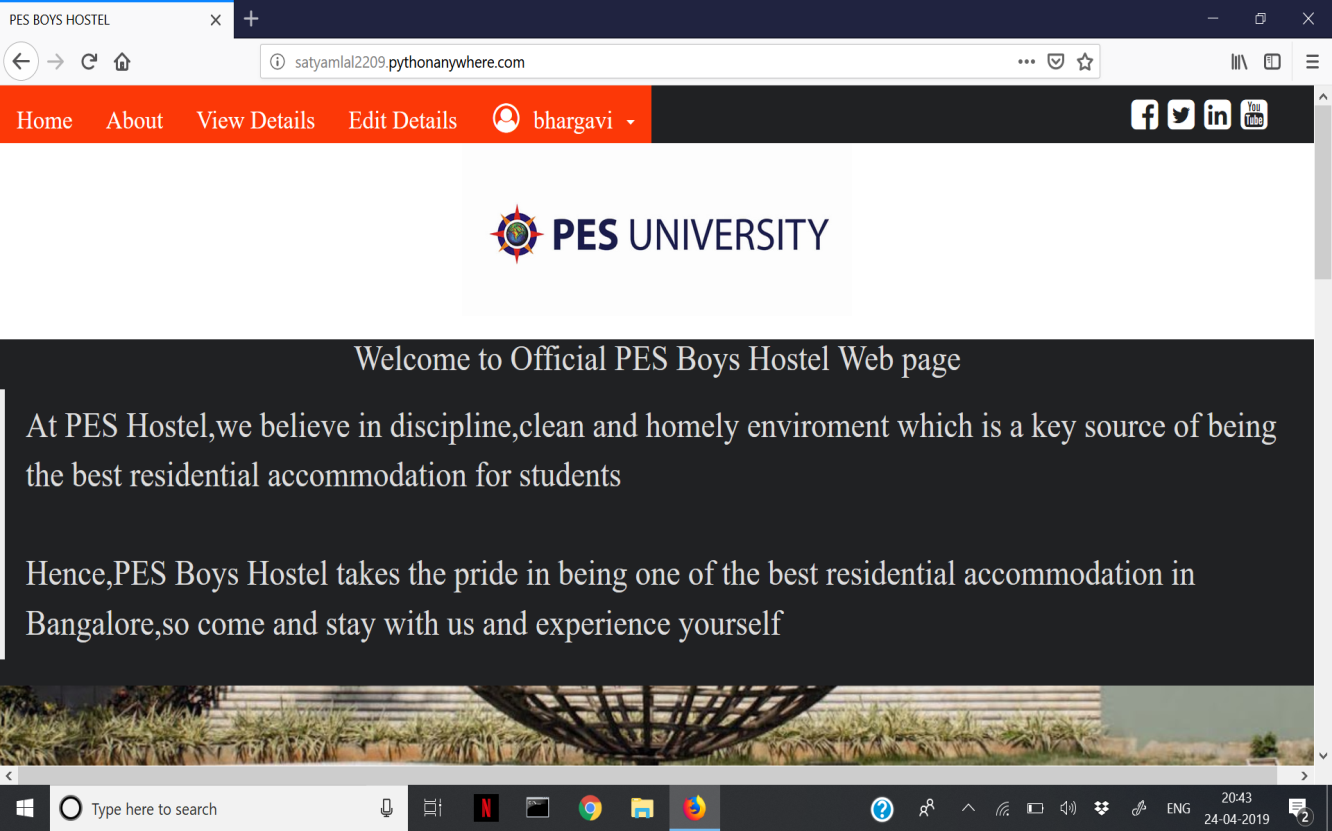 PES BOYS HOSTEL
satyamlal2209.pythonanywhere.com
Home About View Details Edit Details bhargavi
You Tube
PES UNIVERSITY
Welcome to Official PES Boys Hostel Web page
At PES Hostel,we believe in discipline,clean and homely enviroment which is a key source of being
the best residential accommodation for students
Hence,PES Boys Hostel takes the pride in being one of the best residential accommodation in
Bangalore,so come and stay with us and experience yourself
Type here to search
ENG
20:43
24-04-2019
2